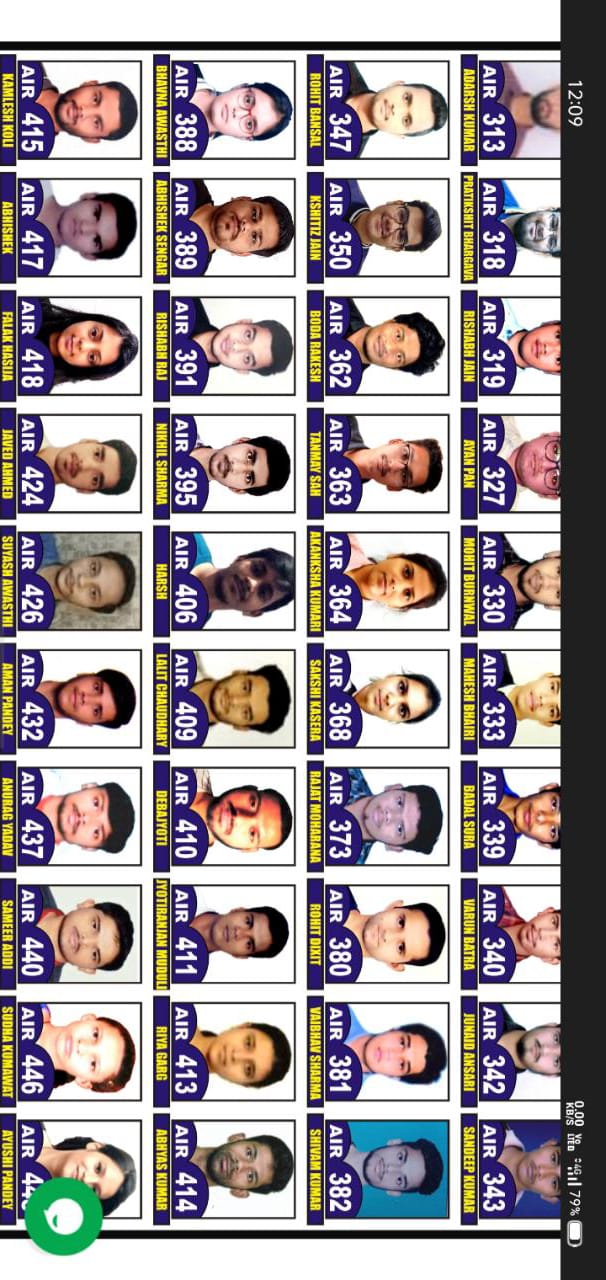 12:09
0.00 KB/S Vo LTED 4G 79%
AIR 313 AIR 318 AIR 319 AIR 327 AIR 330 AIR 333 AIR 339 AIR 340 AIR 342 AIR 343
ADARSH KUMAR PRATIKSHIT BHARGAVA RISHABH JAIN AYAN PAN MOHIT BURNWAL MAHESH BHAIRI BADAL SURA VARUN BATRA JUNAID ANSARI SANDEEP KUMAR
AIR 347 AIR 350 AIR 362 AIR 363 AIR 364 AIR 368 AIR 373 AIR 380 AIR 381 AIR 382
ROHIT BANSAL KSHITIZ JAIN BODA RAKESH TANMAY SAH AKANKSHA KUMARI SAKSHI KASERA RAJAT MOHARANA ROHIT DIXIT VAIBHAV SHARMA SHIVAM KUMAR
AIR 388 AIR 389 AIR 391 AIR 395 AIR 406 AIR 409 AIR 410 AIR 411 AIR 413 AIR 414
BHAVNA AWASTHI ABHISHEK SENGAR RISHABH RAJ NIKHIL SHARMA HARSH LALIT CHAUDHARY DEBAJYOTI JYOTIRANJAN MUDULI RIYA GARG ABHYAS KUMAR
AIR 415 AIR 417 AIR 418 AIR 424 AIR 426 AIR 432 AIR 437 AIR 440 AIR 446 AIR
KAMLESH KOLI ABHISHEK FALAK HASIJA JAVED AHMED SUYASH AWASTHI AMAN PANDEY ANURAG YADAV SAMEER ADDI SUDHA KUMAWAT AYUSHI PANDEY